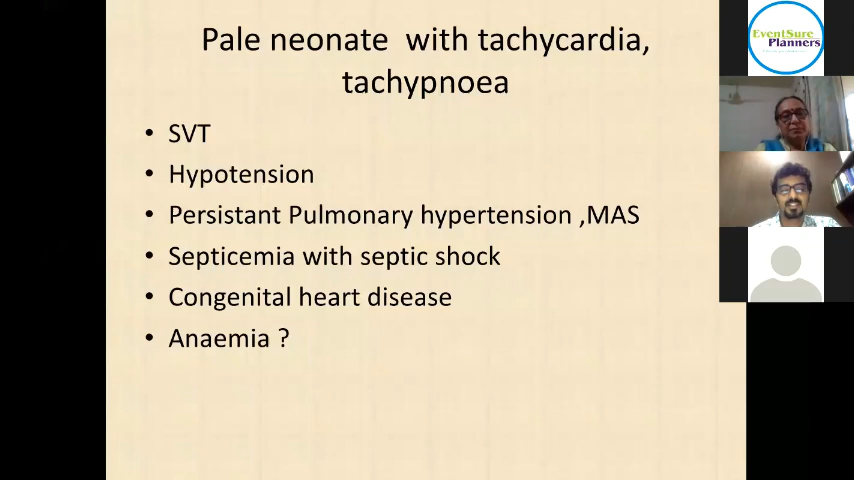 Pale neonate with tachycardia,
tachypnoea
• SVT
• Hypotension
• Persistant Pulmonary hypertension ,MAS
• Septicemia with septic shock
• Congenital heart disease
• Anaemia ?
EventSure
Planners